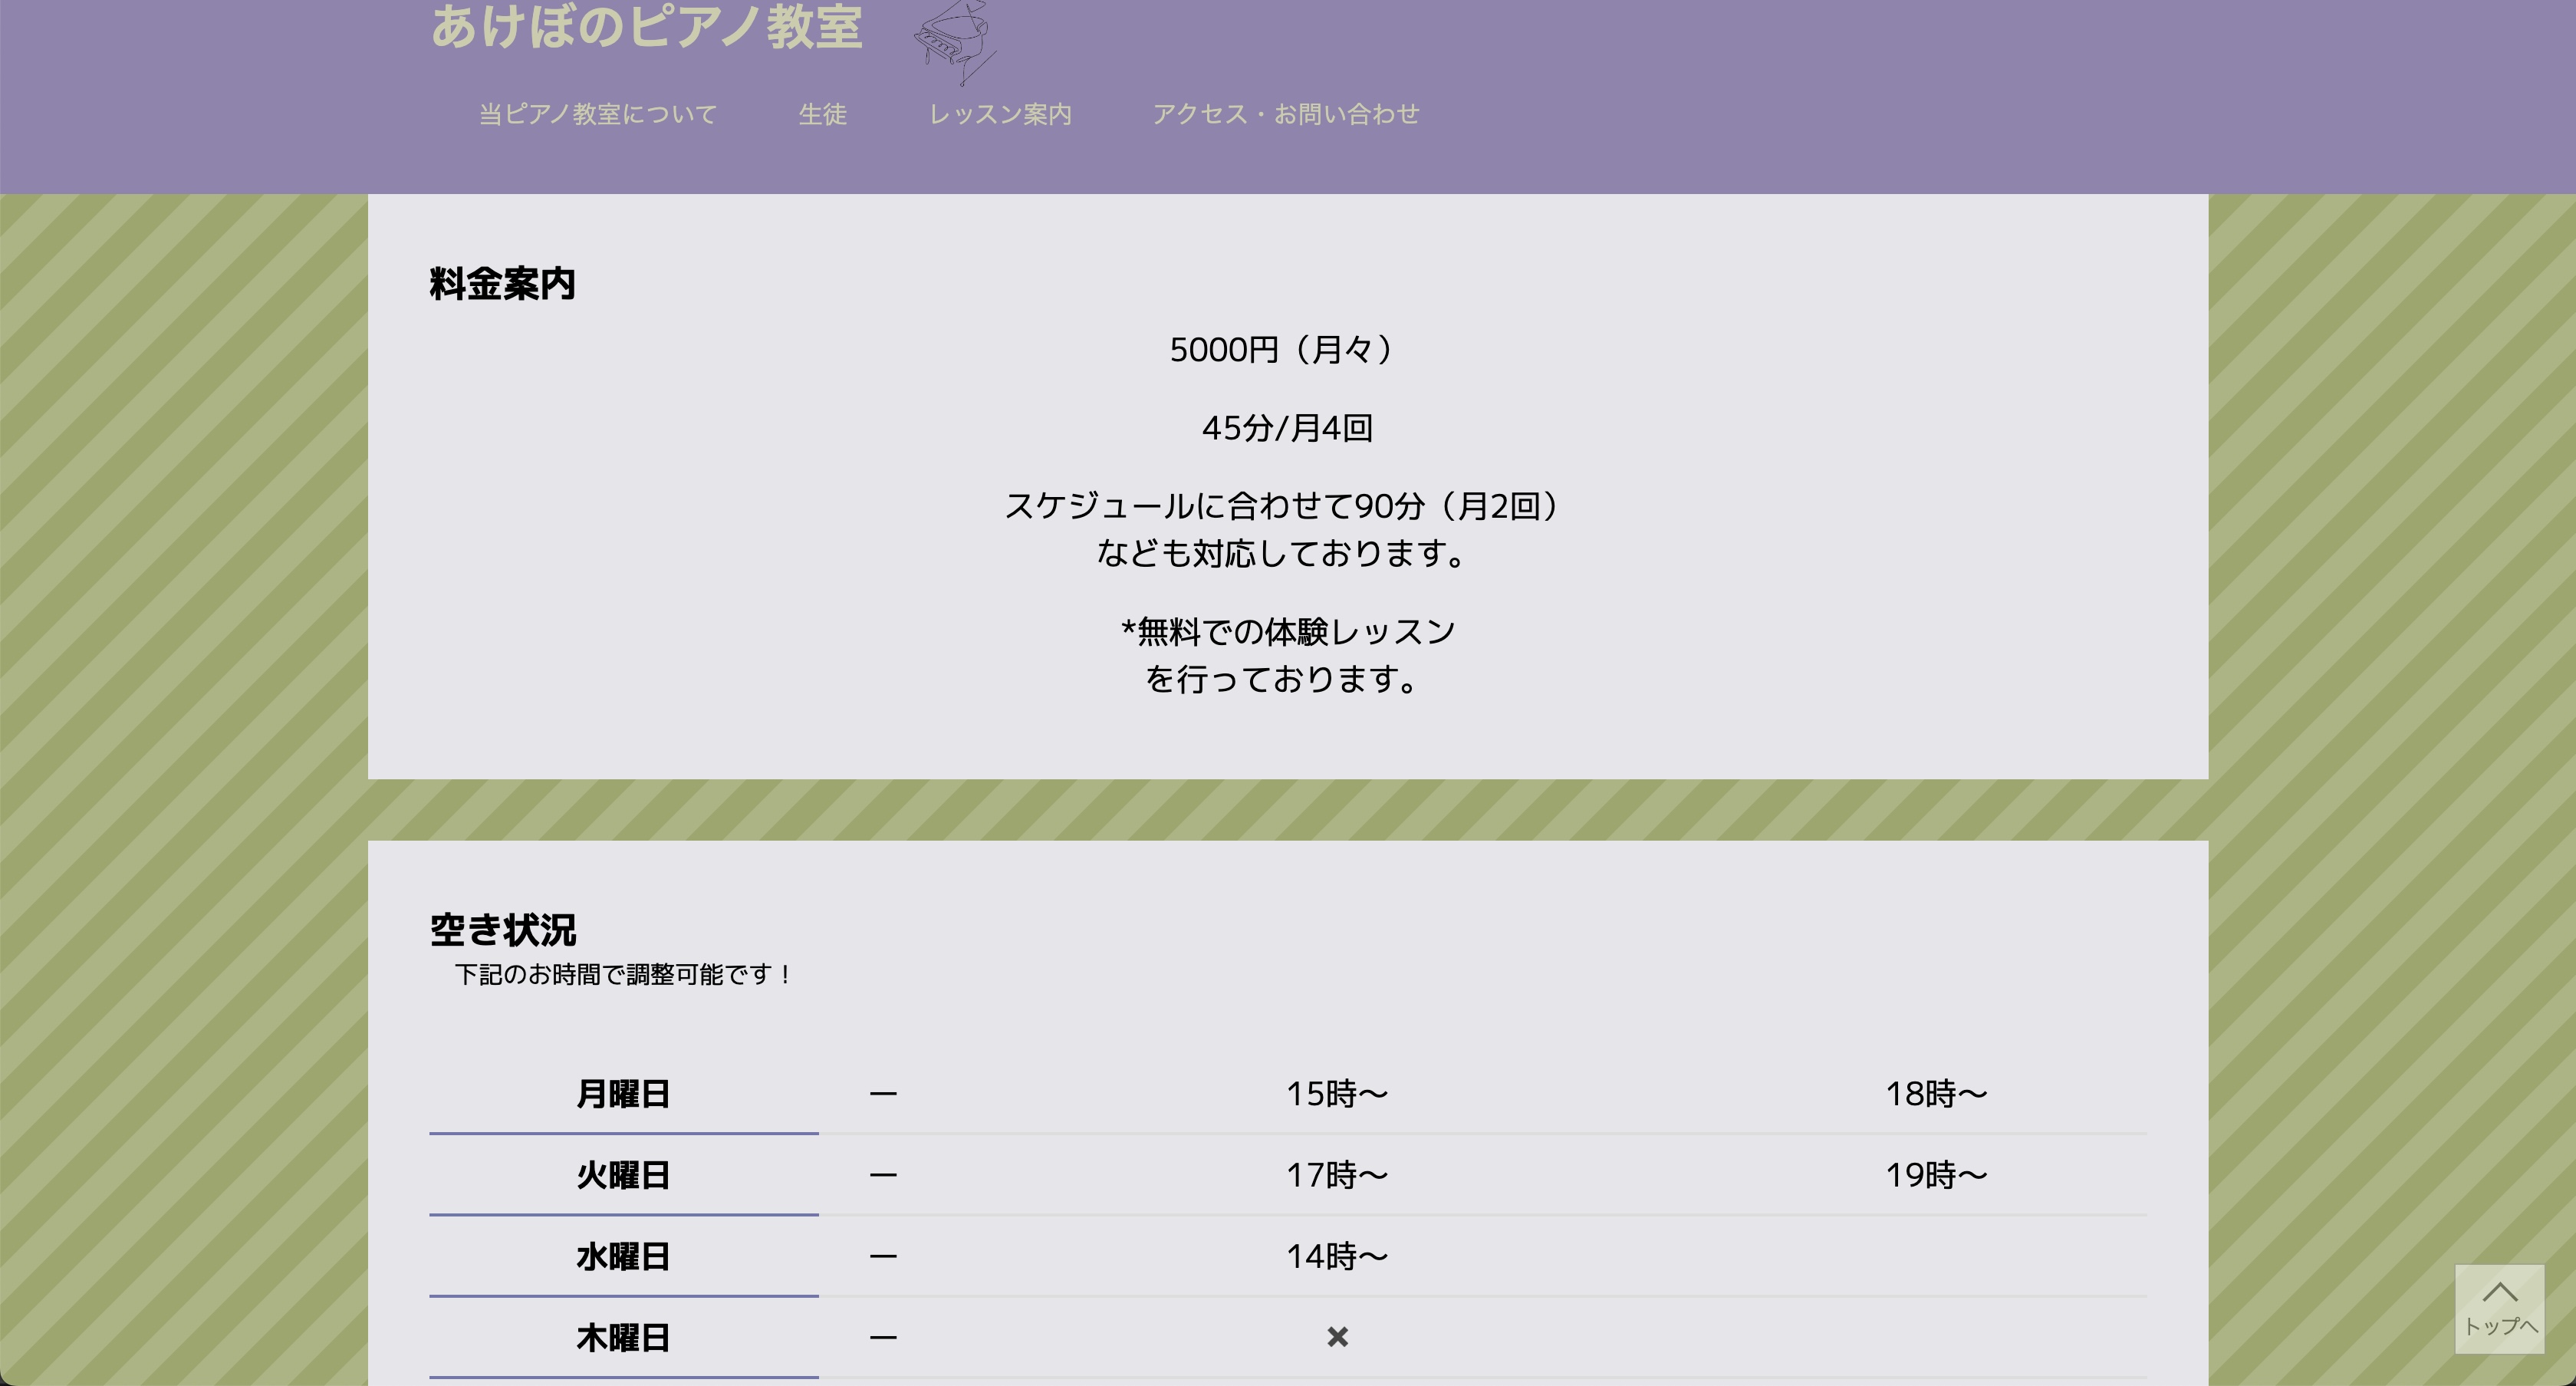 あけぼのピアノ教室
当ピアノ教室について 生徒 レッスン案内 アクセス・お問い合わせ
料金案内
5000円（月々）
45分/月4回
スケジュールに合わせて90分（月2回）
なども対応しております。
*無料での体験レッスン
を行っております。
空き状況
下記のお時間で調整可能です！
月曜日 ー 15時〜 18時〜
火曜日 ー 17時〜 19時〜
水曜日 ー 14時〜
木曜日 ー ×
トップへ